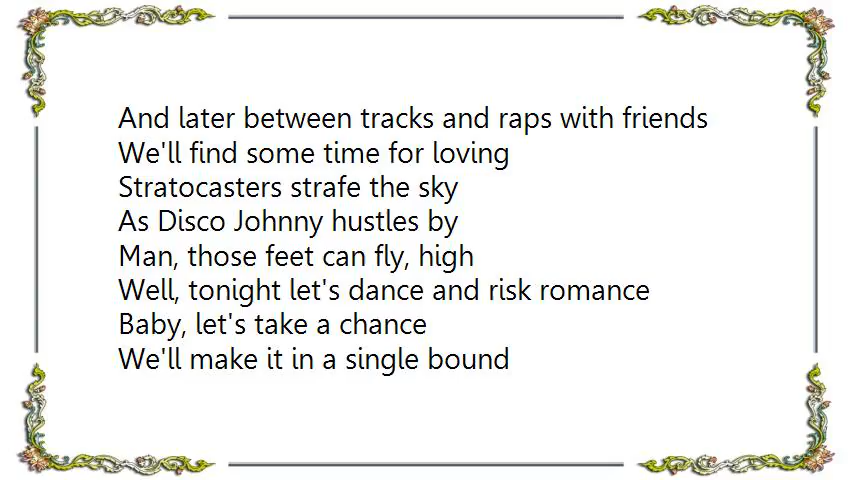 And later between tracks and raps with friends
We'll find some time for loving
Stratocasters strafe the sky
As Disco Johnny hustles by
Man, those feet can fly, high
Well, tonight let's dance and risk romance
Baby, let's take a chance
We'll make it in a single bound